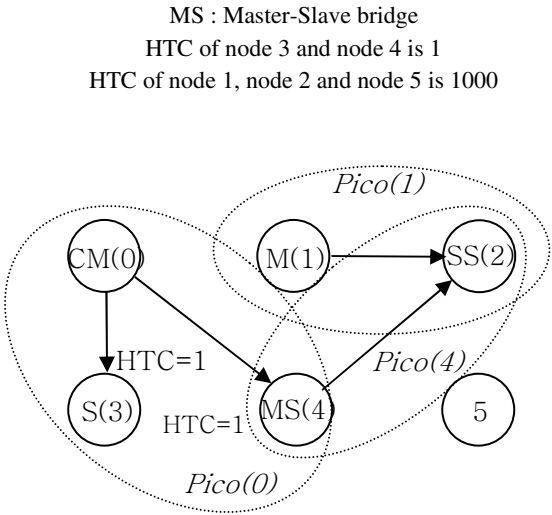 MS : Master-Slave bridge
HTC of node 3 and node 4 is 1
HTC of node 1, node 2 and node 5 is 1000
Pico(1)
CM(0)
M(1)
SS(2)
HTC=1
Pico(4)
S(3)
HTC=1
MS(4)
5
Pico(0)